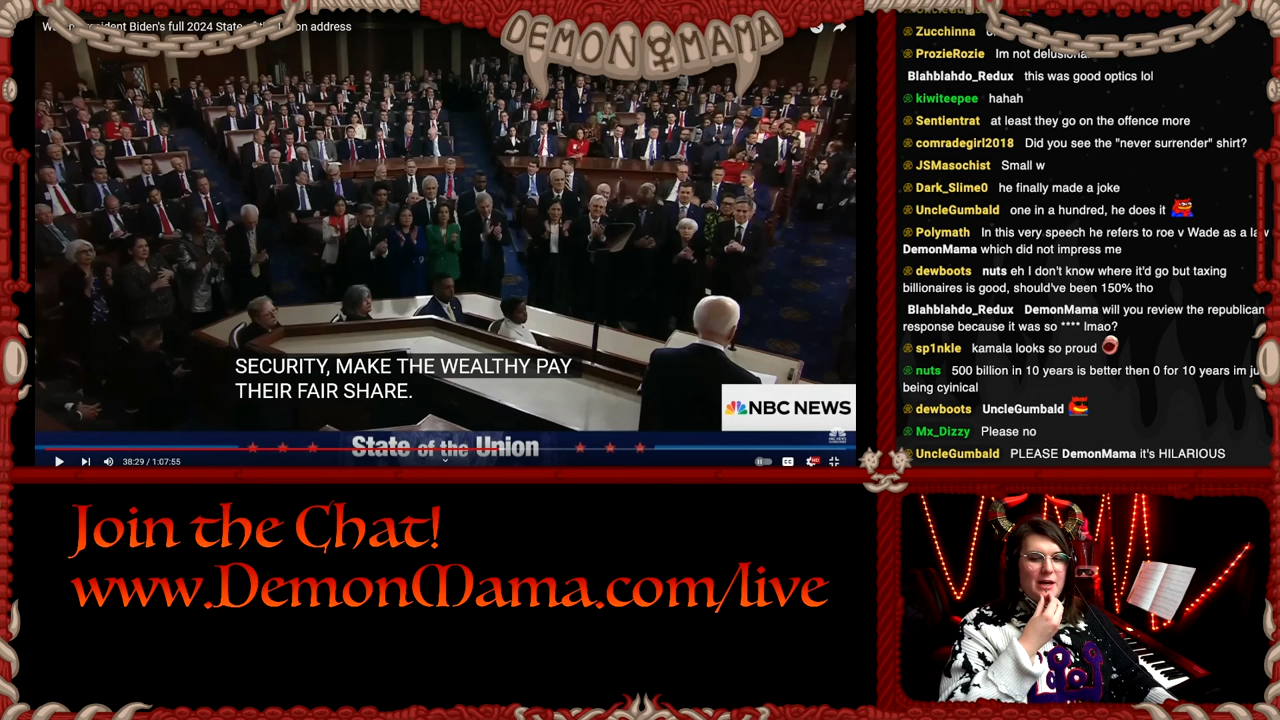 President Biden's full 2024 State
on address
DEMON MAMA
SECURITY, MAKE THE WEALTHY PAY
THEIR FAIR SHARE.
NBC NEWS
State of the Union
38:29 / 1:07:55
CC
HD
Zucchinna
ProzieRozie Im not delusiona
Blahblahdo_Redux this was good optics lol
kiwiteepee hahah
Sentientrat at least they go on the offence more
comradegirl2018 Did you see the "never surrender" shirt?
JSMasochist Small w
Dark_Slime0 he finally made a joke
UncleGumbald one in a hundred, he does it
Polymath In this very speech he refers to roe v Wade as a law
DemonMama which did not impress me
dewboots nuts eh I don't know where it'd go but taxing
billionaires is good, should've been 150% tho
Blahblahdo_Redux DemonMama will you review the republican
response because it was so **** lmao?
sp1nkle kamala looks so proud
nuts 500 billion in 10 years is better then 0 for 10 years im ju
being cyinical
dewboots UncleGumbald
Mx_Dizzy Please no
UncleGumbald PLEASE DemonMama it's HILARIOUS
Join the Chat!
www.DemonMama.com/live